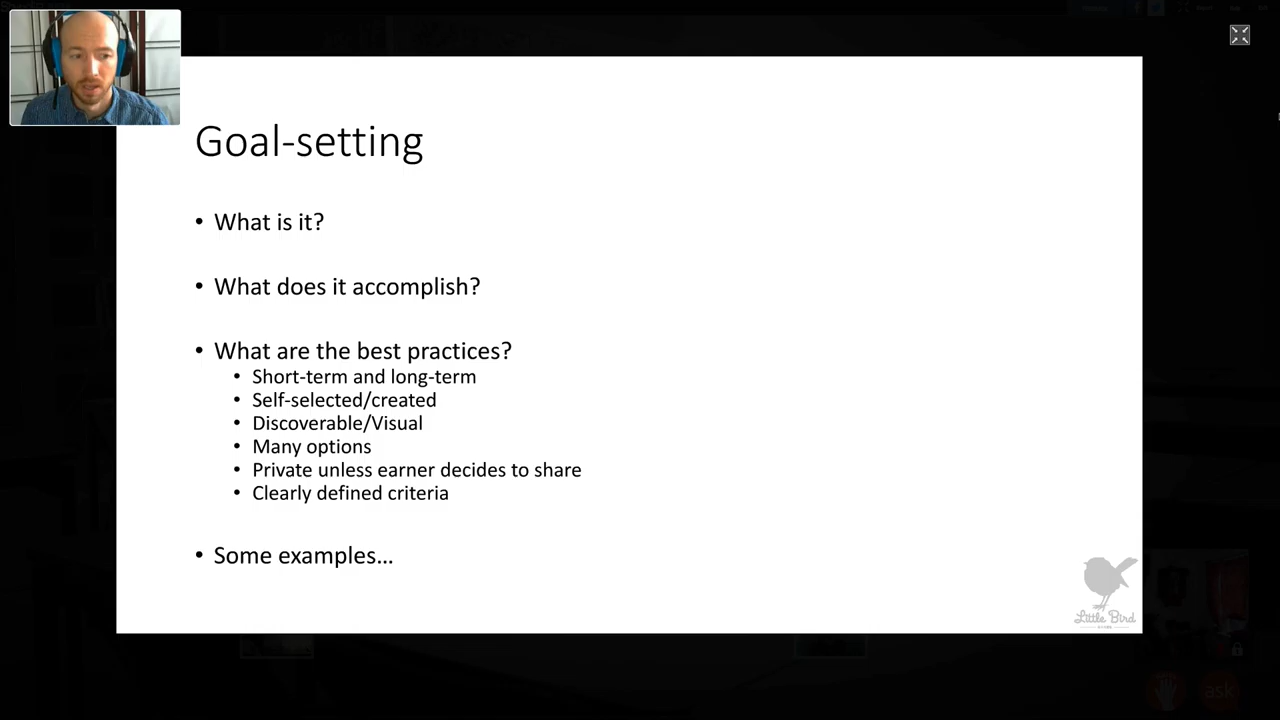 Goal-setting
• What is it?
• What does it accomplish?
• What are the best practices?
• Short-term and long-term
• Self-selected/created
• Discoverable/Visual
• Many options
• Private unless earner decides to share
• Clearly defined criteria
• Some examples...
Little Bird
ask